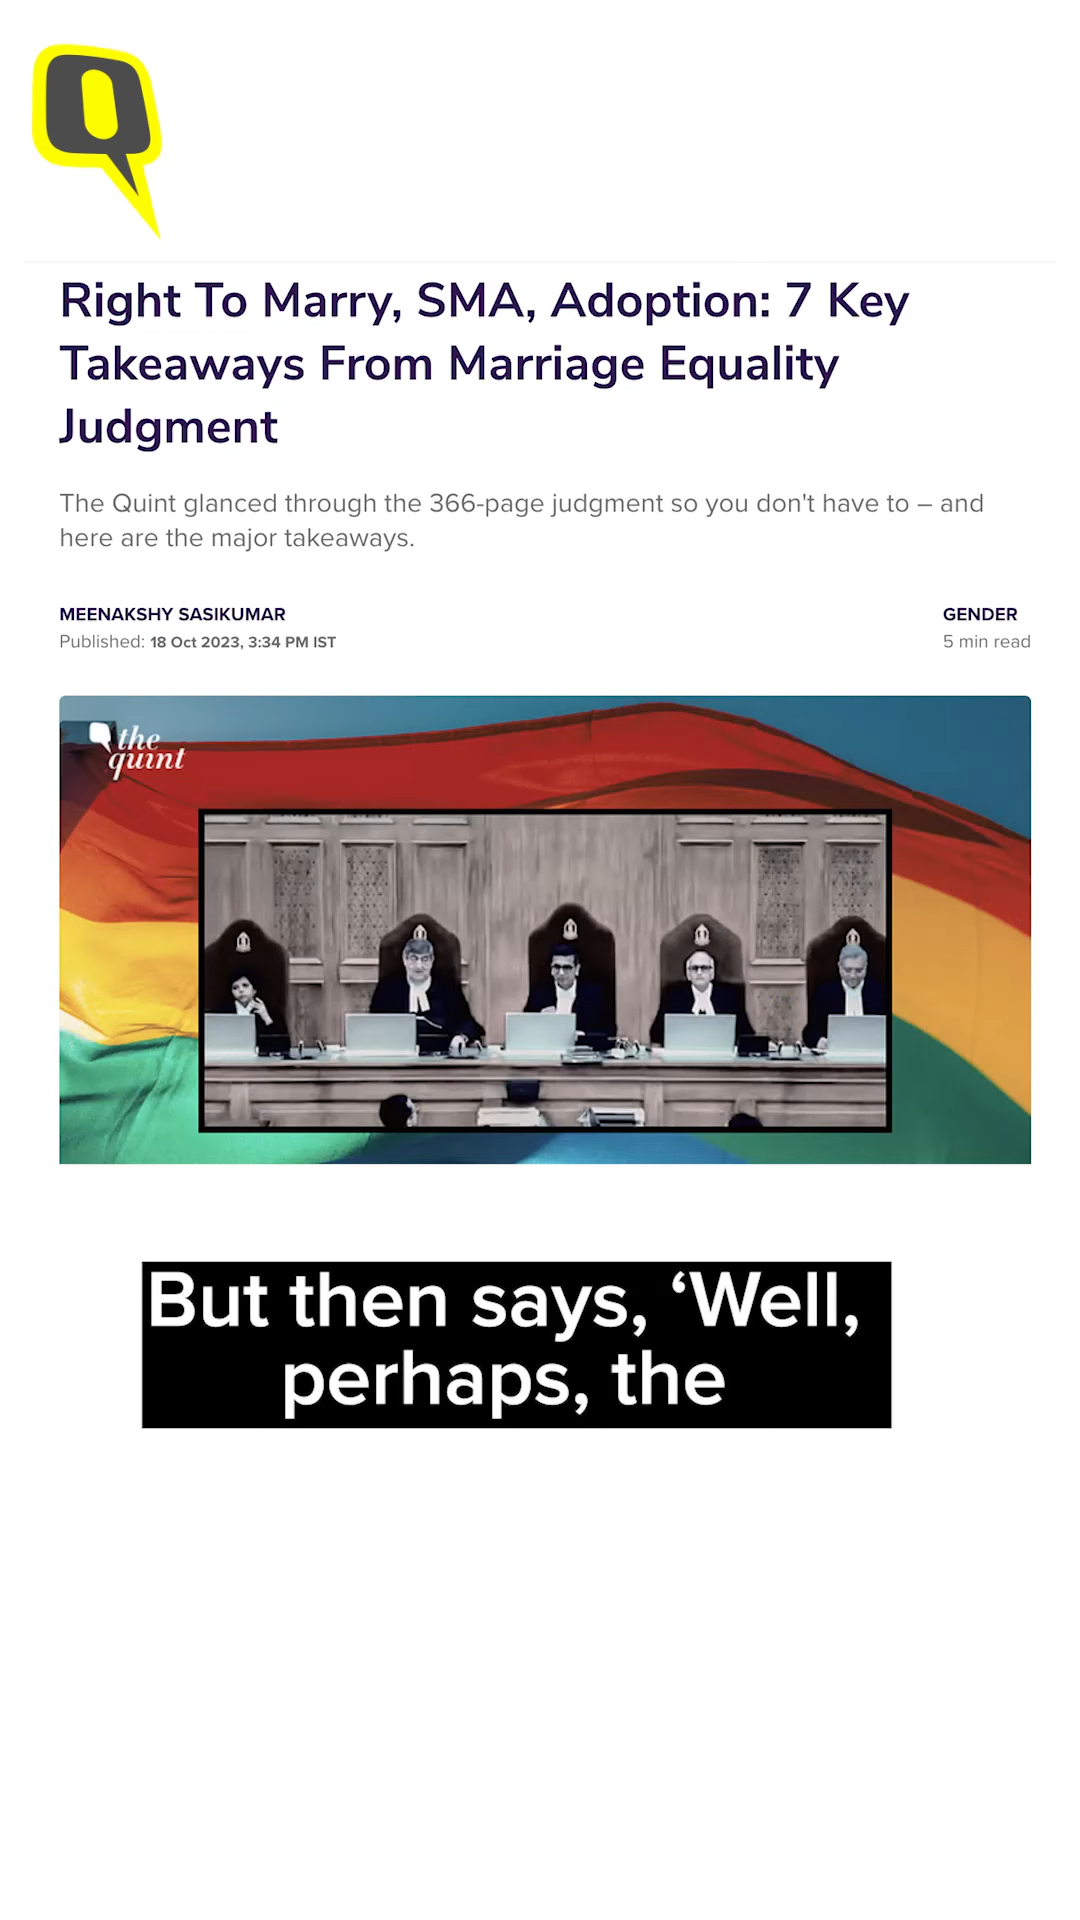 Q
Right To Marry, SMA, Adoption: 7 Key
Takeaways From Marriage Equality
Judgment
The Quint glanced through the 366-page judgment so you don't have to – and
here are the major takeaways.
MEENAKSHY SASIKUMAR
GENDER
Published: 18 Oct 2023, 3:34 PM IST
5 min read
the
quint
But then says, ‘Well,
perhaps, the